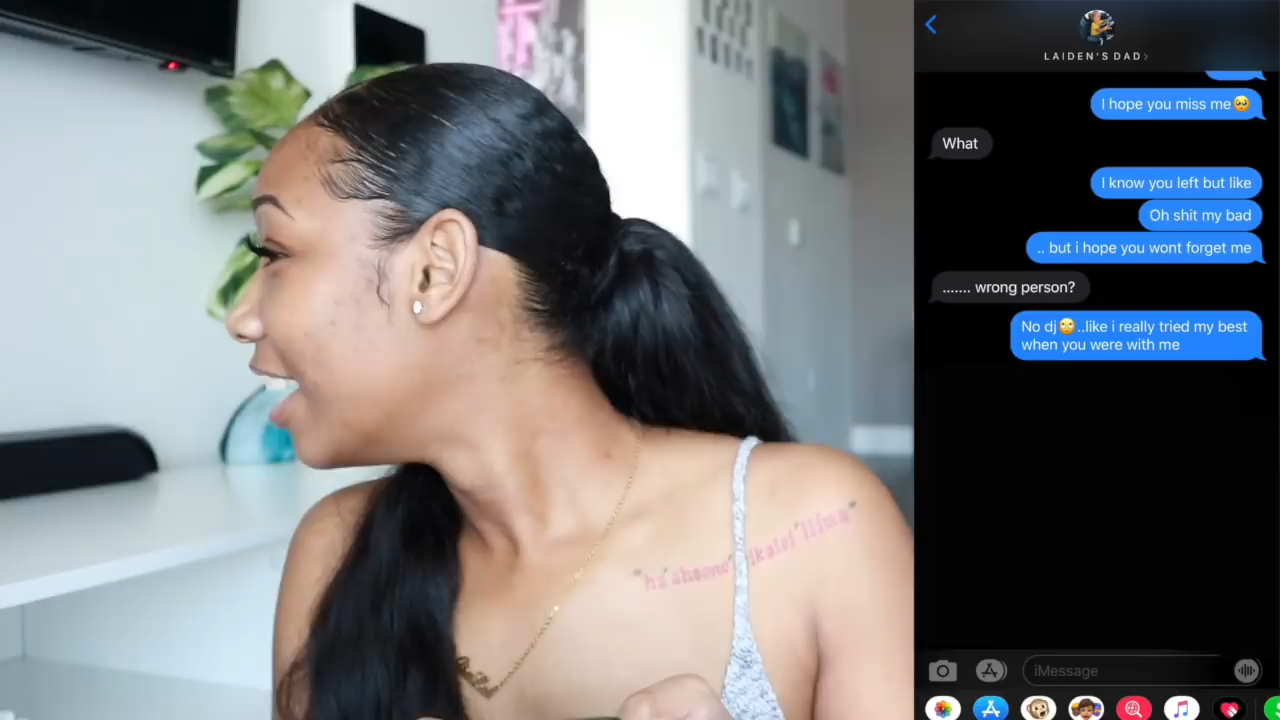 LAIDEN'S DAD
I hope you miss me🥺
What
I know you left but like
Oh shit my bad
.. but i hope you wont forget me
....... wrong person?
No dj🙄..like i really tried my best
when you were with me
iMessage